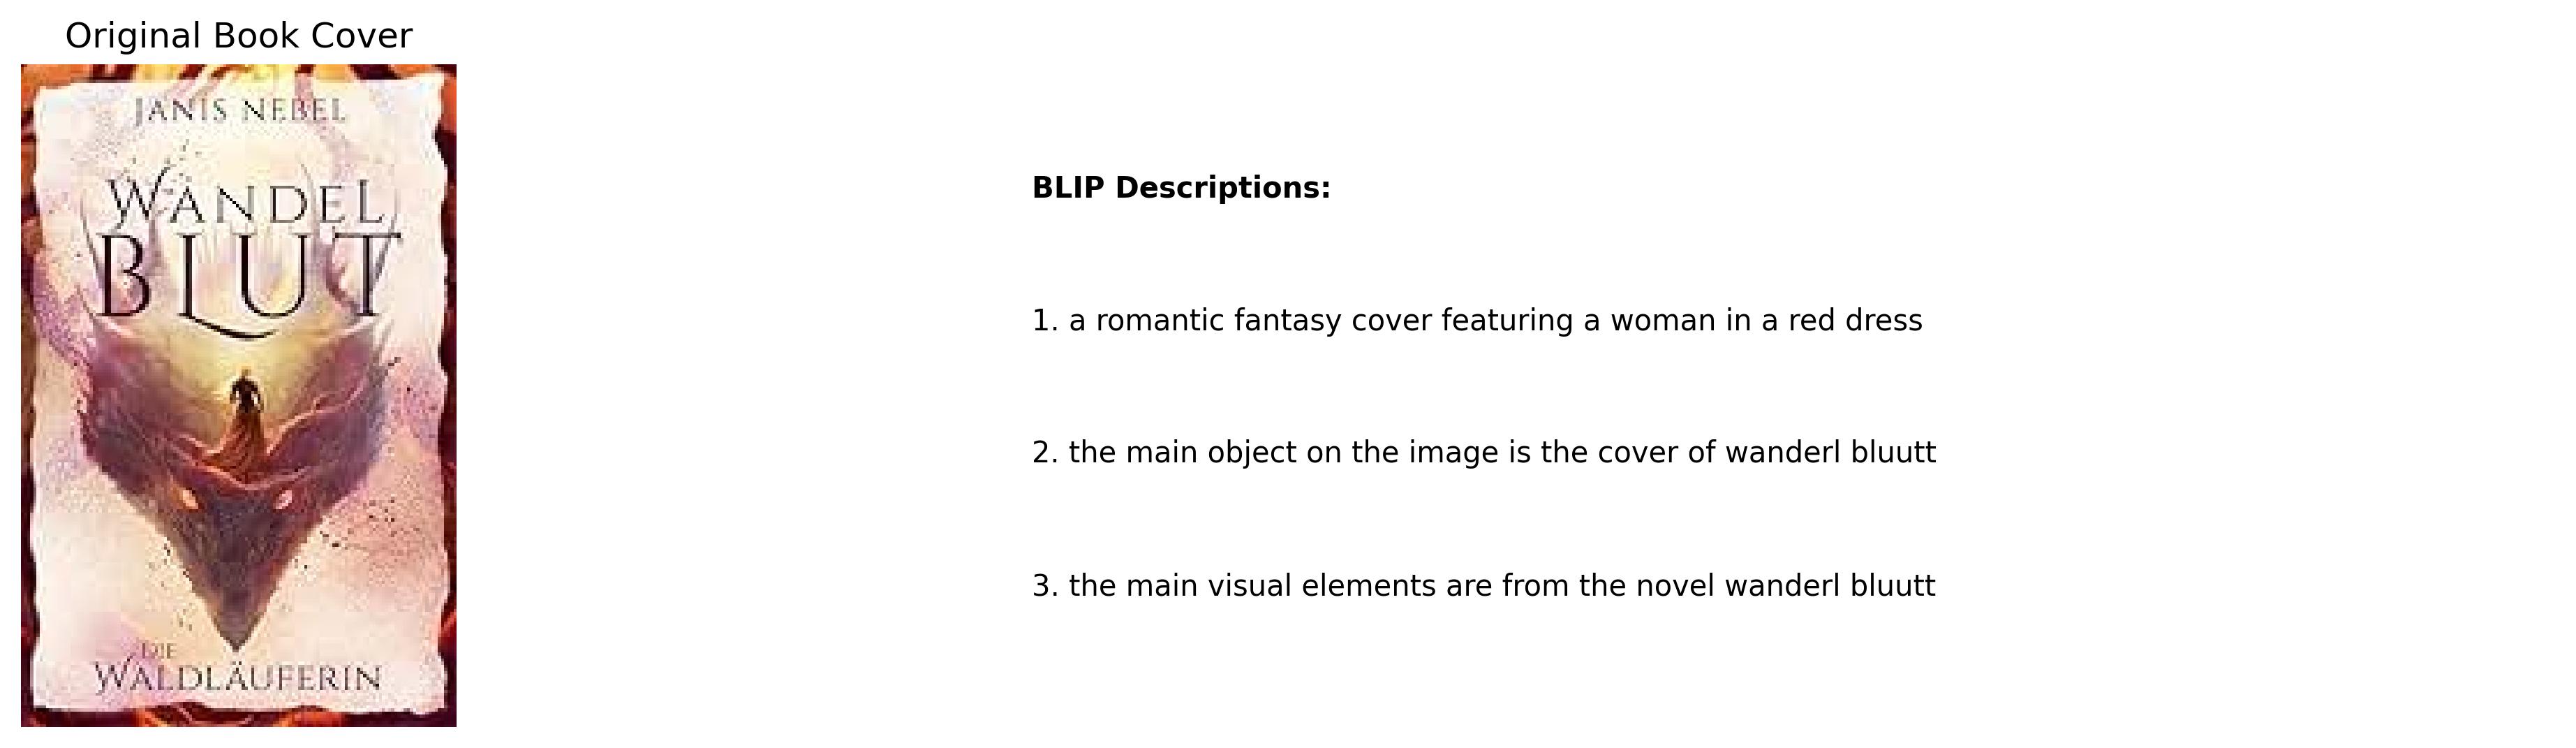 Original Book Cover
JANIS NEBEL
WANDEL
BLUT
DIE
WALDLÄUFERIN
BLIP Descriptions:
1. a romantic fantasy cover featuring a woman in a red dress
2. the main object on the image is the cover of wanderl bluutt
3. the main visual elements are from the novel wanderl bluutt